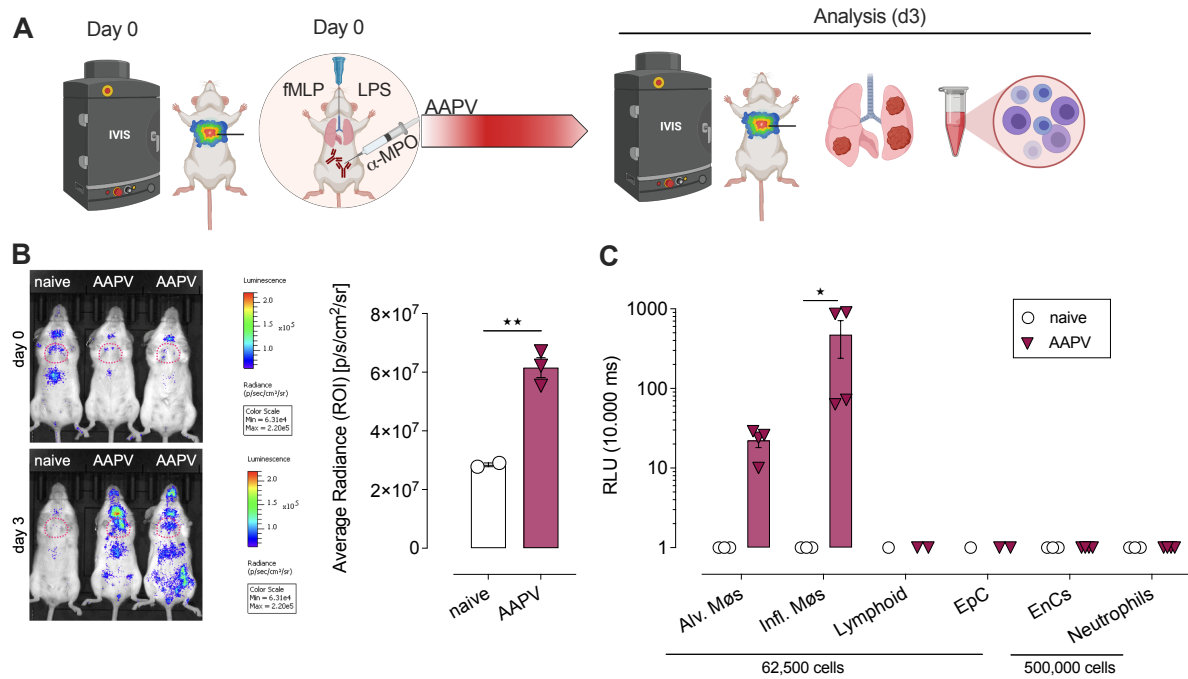 A
Day 0
Day 0
Analysis (d3)
IVIS
fMLP
LPS
AAPV
α-MPO
IVIS
B
naive
AAPV
AAPV
day 0
Luminescence
2.0
1.5
x10⁵
1.0
Radiance
(p/sec/cm²/sr)
Color Scale
Min = 6.31e4
Max = 2.20e5
naive
AAPV
AAPV
day 3
Luminescence
2.0
1.5
x10⁵
1.0
Radiance
(p/sec/cm²/sr)
Color Scale
Min = 6.31e4
Max = 2.20e5
Average Radiance (ROI) [p/s/cm²/sr]
8×10⁷
6×10⁷
4×10⁷
2×10⁷
0
★★
naive
AAPV
C
RLU (10.000 ms)
1000
100
10
1
★
naive
AAPV
Alv. Møs
Infl. Møs
Lymphoid
EpC
EnCs
Neutrophils
62,500 cells
500,000 cells